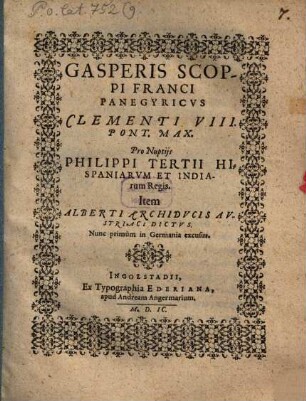 Po. lat. 752 (9.
7.
GASPERIS SCOP-
PI FRANCI
PANEGYRICVS
CLEMENTI VIII.
PONT. MAX.
Pro Nuptijs
PHILIPPI TERTII HI,
SPANIARVM ET INDIA-
rum Regis.
Item
ALBERTI ARCHIDVCIS AV-
STRIACI DICTVS.
Nunc primùm in Germania excusus.
INGOLSTADII,
Ex Typographia EDERIANA,
apud Andream Angermarium.
M. D. IC.